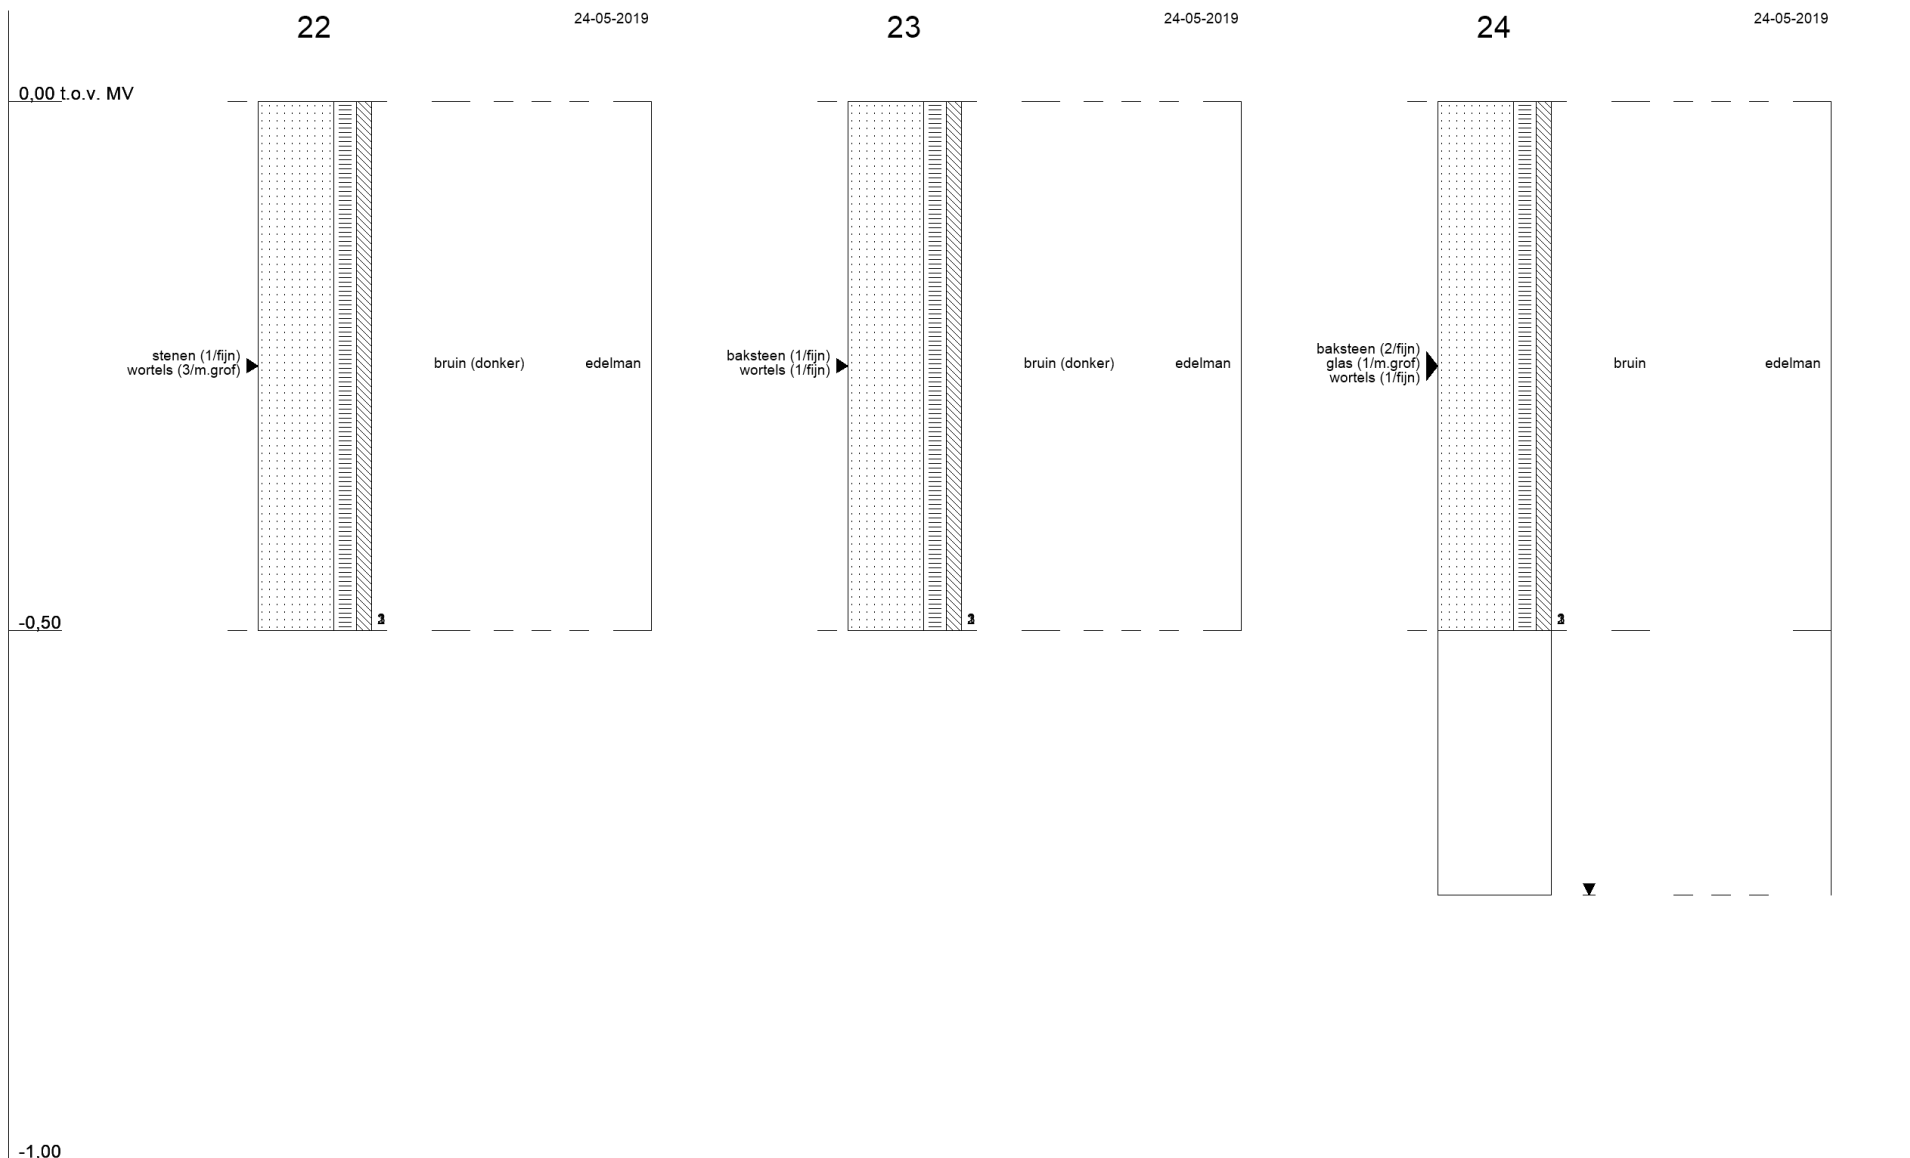 22
24-05-2019
23
24-05-2019
24
24-05-2019
0,00 t.o.v. MV
stenen (1/fijn)
wortels (3/m.grof)
bruin (donker)
edelman
baksteen (1/fijn)
wortels (1/fijn)
bruin (donker)
edelman
baksteen (2/fijn)
glas (1/m.grof)
wortels (1/fijn)
bruin
edelman
-0,50
-1,00